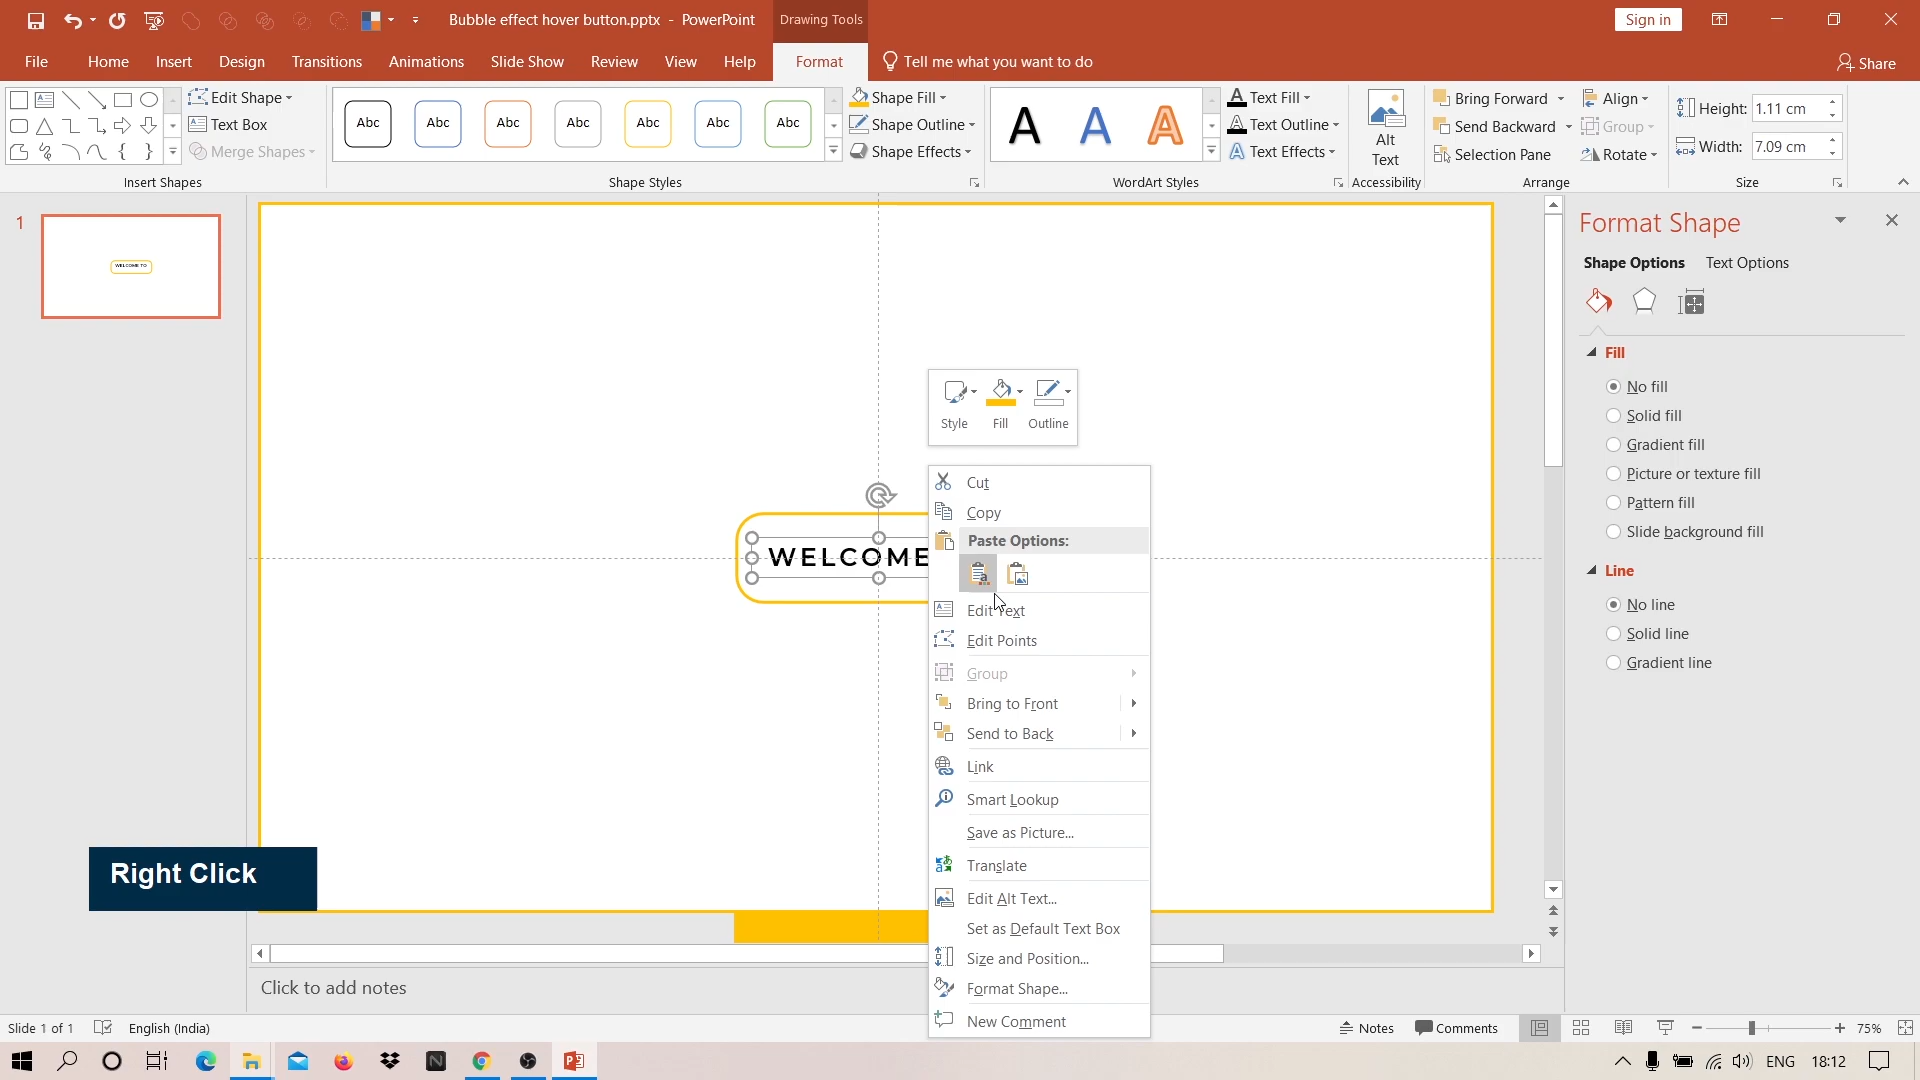 Bubble effect hover button.pptx - PowerPoint
Drawing Tools
Sign in
File
Home
Insert
Design
Transitions
Animations
Slide Show
Review
View
Help
Format
Tell me what you want to do
Share
Edit Shape
Text Box
Merge Shapes
Insert Shapes
Abc
Abc
Abc
Abc
Abc
Abc
Abc
Shape Fill
Shape Outline
Shape Effects
Shape Styles
A
A
A
Text Fill
Text Outline
Text Effects
WordArt Styles
Alt
Text
Accessibility
Bring Forward
Send Backward
Selection Pane
Align
Group
Rotate
Arrange
Height: 1.11 cm
Width: 7.09 cm
Size
1
WELCOME TO
WELCOME
Style
Fill
Outline
Cut
Copy
Paste Options:
Edit Text
Edit Points
Group
Bring to Front
Send to Back
Link
Smart Lookup
Save as Picture...
Translate
Edit Alt Text...
Set as Default Text Box
Size and Position...
Format Shape...
New Comment
Right Click
Format Shape
Shape Options
Text Options
Fill
No fill
Solid fill
Gradient fill
Picture or texture fill
Pattern fill
Slide background fill
Line
No line
Solid line
Gradient line
Click to add notes
Slide 1 of 1
English (India)
Notes
Comments
75%
ENG
18:12